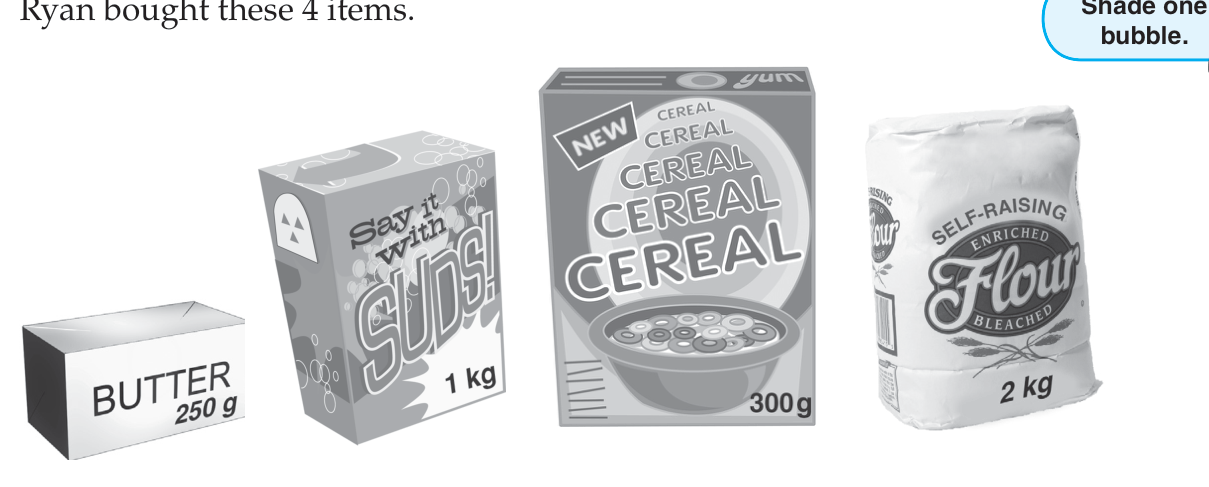 Ryan bought these 4 items.
Shade one
bubble.
BUTTER
250 g
Say it
with
SUDS!
1 kg
yum
NEW
CEREAL
CEREAL
CEREAL
CEREAL
CEREAL
300 g
SELF-RAISING
ENRICHED
Flour
BLEACHED
2 kg